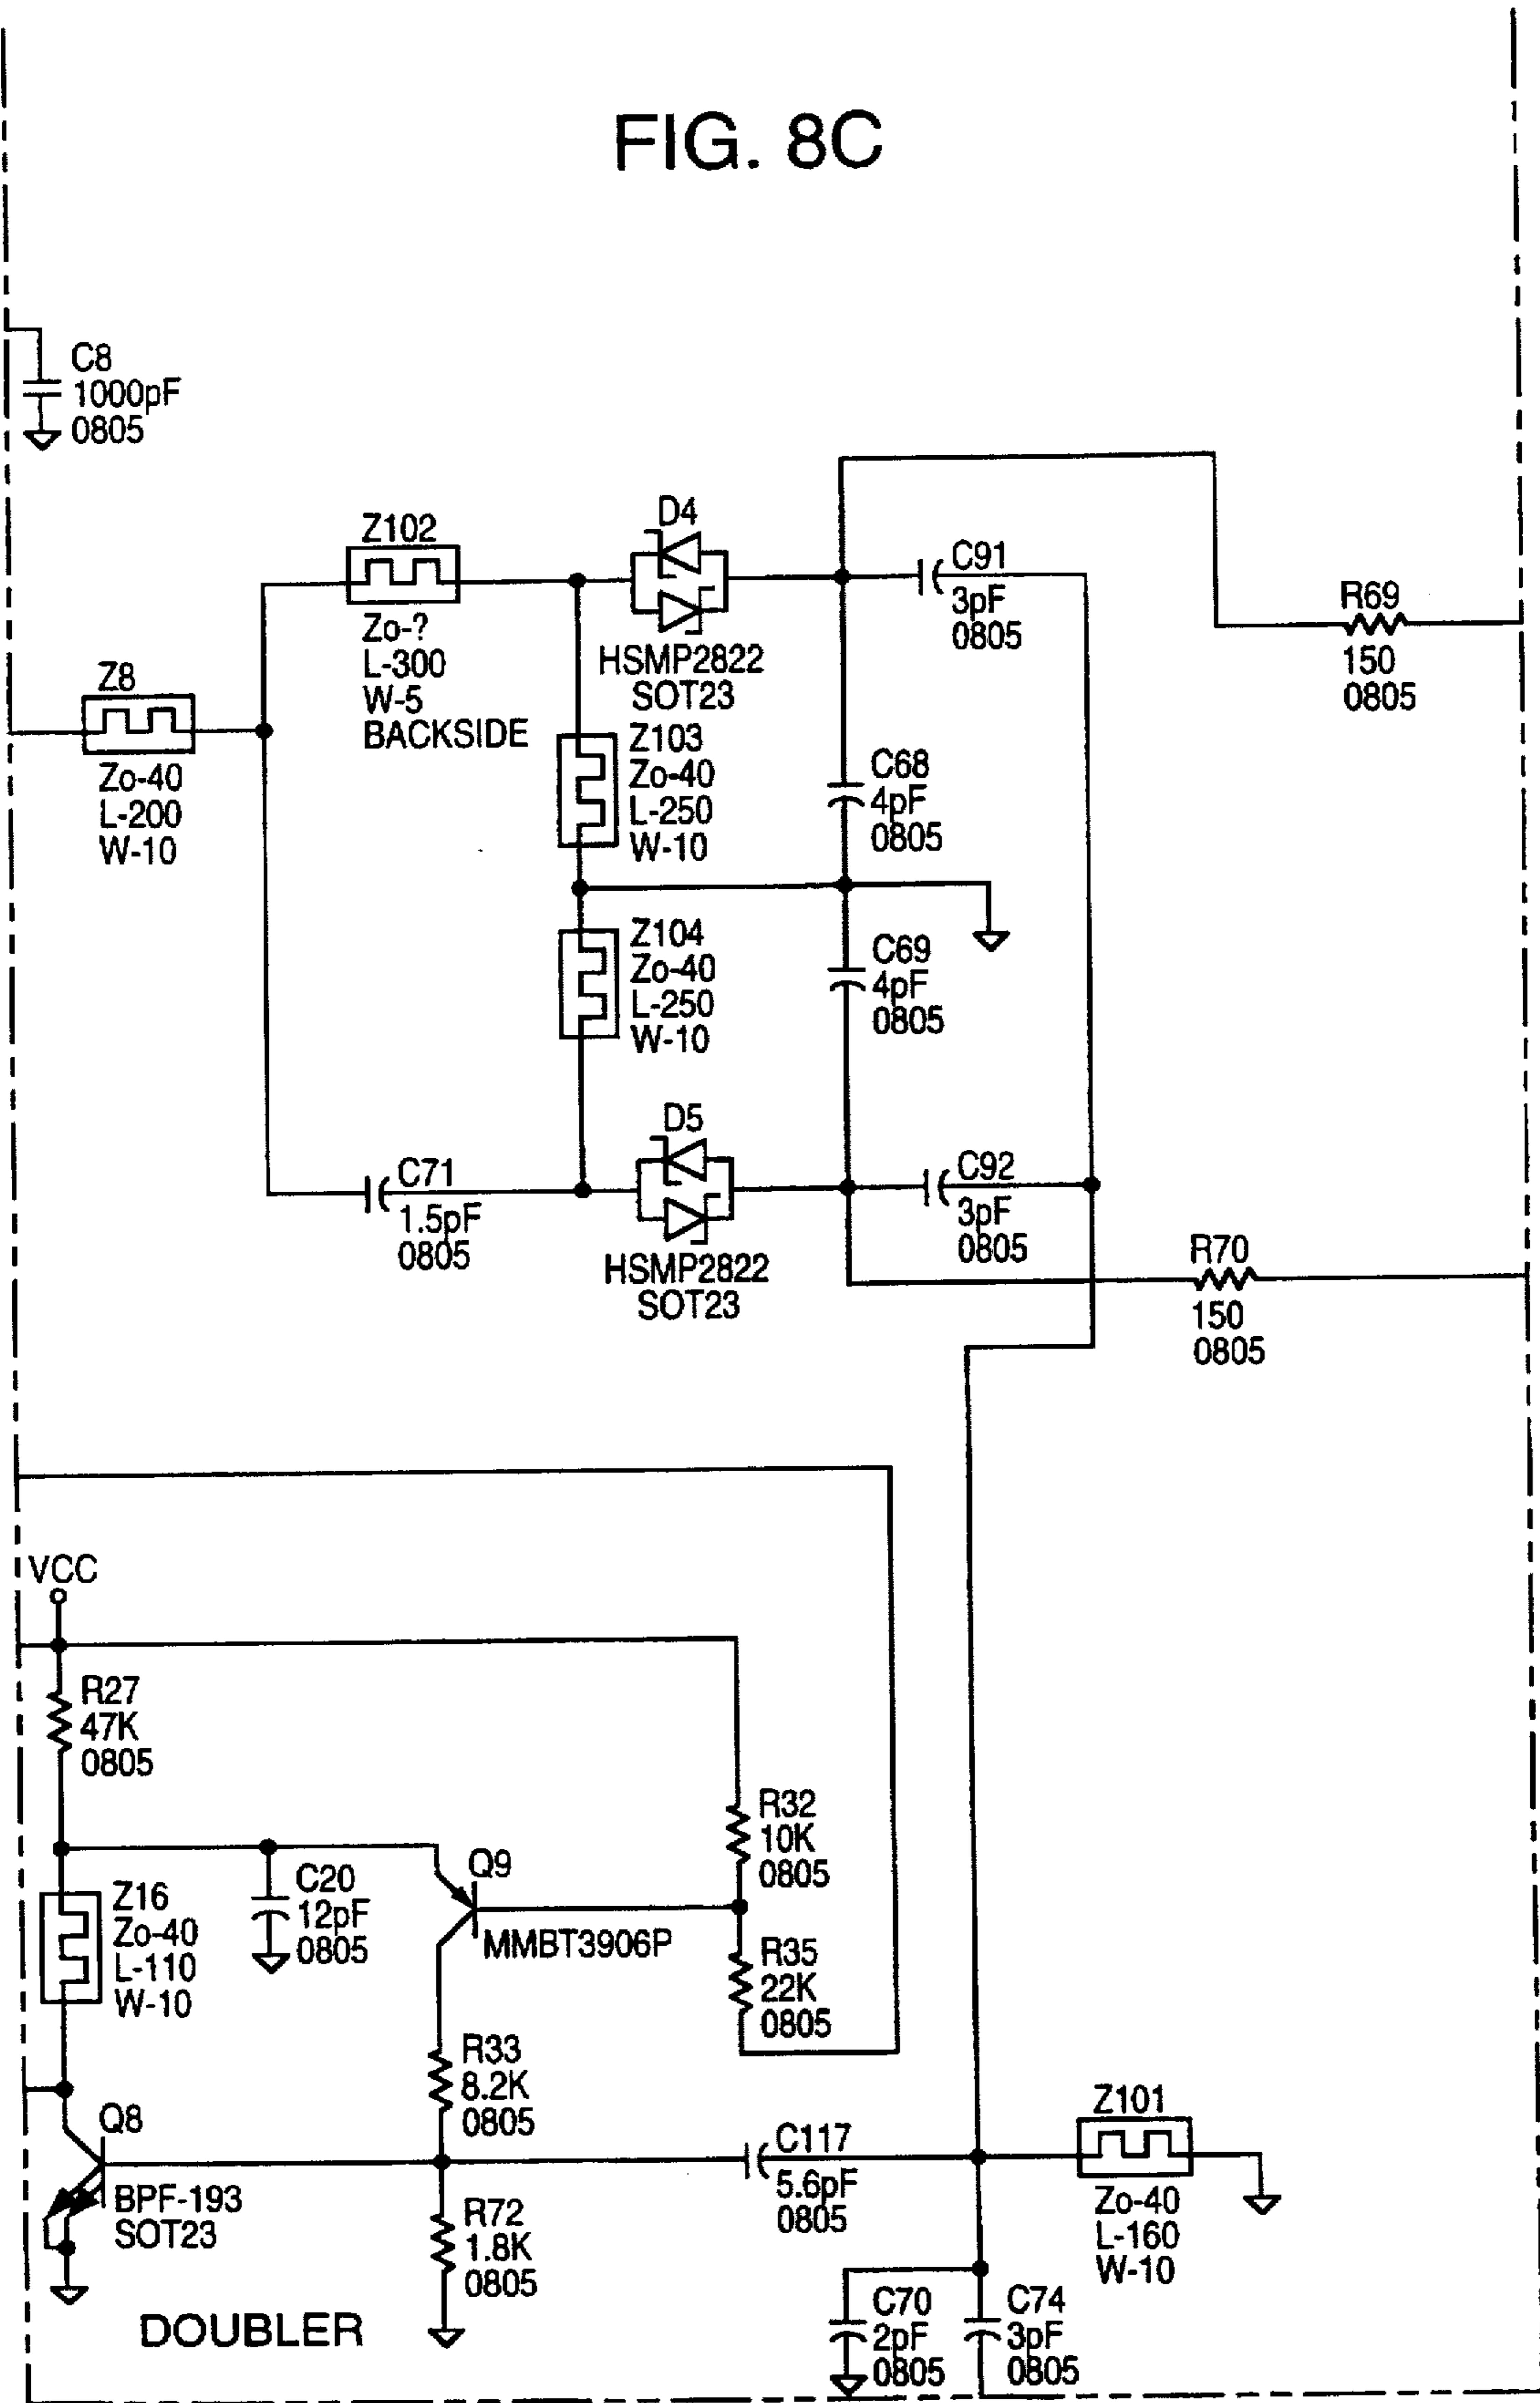 FIG. 8C
C8
1000pF
0805
D4
Z102
C91
3pF
0805
Zo-?
L-300
W-5
BACKSIDE
HSMP2822
SOT23
R69
150
0805
Z8
Zo-40
L-200
W-10
Z103
Zo-40
L-250
W-10
C68
4pF
0805
Z104
Zo-40
L-250
W-10
C69
4pF
0805
D5
C71
1.5pF
0805
C92
3pF
0805
HSMP2822
SOT23
R70
150
0805
VCC
R27
47K
0805
R32
10K
0805
Q9
MMBT3906P
C20
12pF
0805
Z16
Zo-40
L-110
W-10
R35
22K
0805
R33
8.2K
0805
Q8
BPF-193
SOT23
C117
5.6pF
0805
Z101
Zo-40
L-160
W-10
R72
1.8K
0805
C70
2pF
0805
C74
3pF
0805
DOUBLER